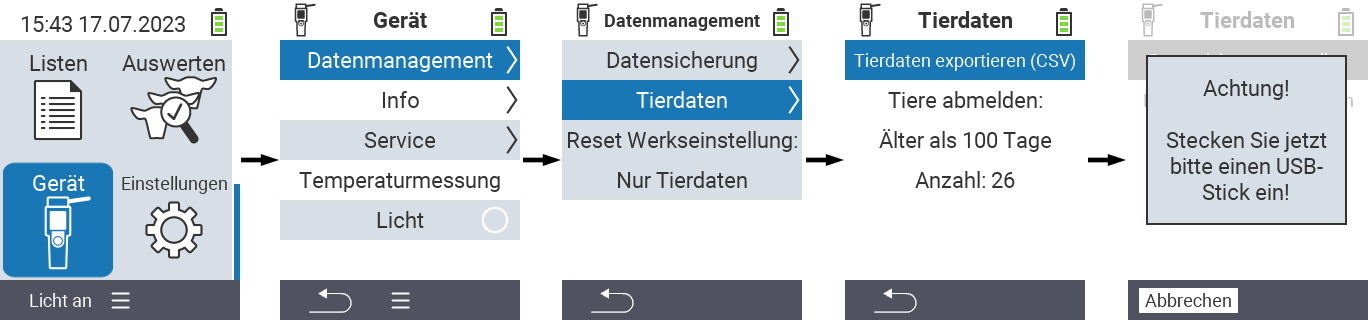 15:43 17.07.2023
Listen
Auswerten
Gerät
Einstellungen
Licht an
Gerät
Datenmanagement
Info
Service
Temperaturmessung
Licht
Datenmanagement
Datensicherung
Tierdaten
Reset Werkseinstellung:
Nur Tierdaten
Tierdaten
Tierdaten exportieren (CSV)
Tiere abmelden:
Älter als 100 Tage
Anzahl: 26
Tierdaten
Achtung!
Stecken Sie jetzt
bitte einen USB-
Stick ein!
Abbrechen